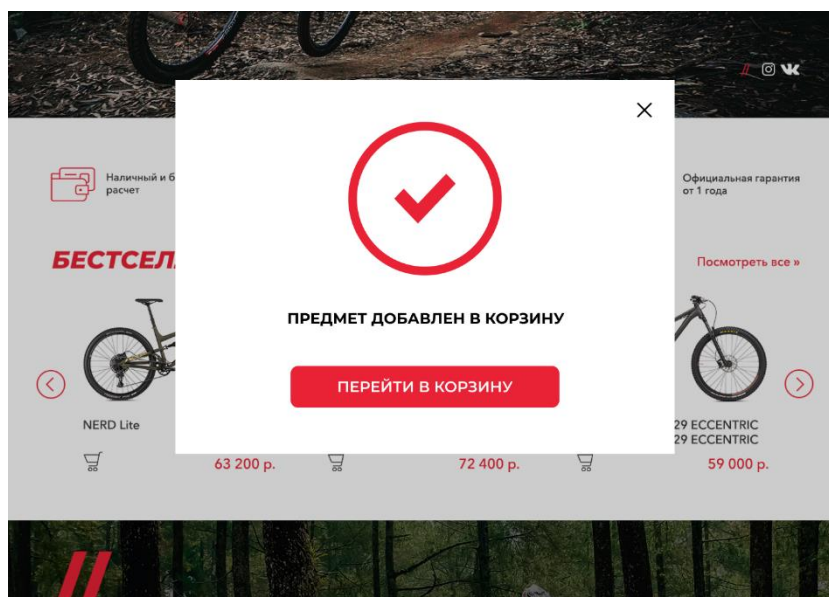 //
Наличный и б
расчет
Официальная гарантия
от 1 года
БЕСТСЕЛ
Посмотреть все »
ПРЕДМЕТ ДОБАВЛЕН В КОРЗИНУ
ПЕРЕЙТИ В КОРЗИНУ
NERD Lite
29 ECCENTRIC
29 ECCENTRIC
63 200 р.
72 400 р.
59 000 р.
//